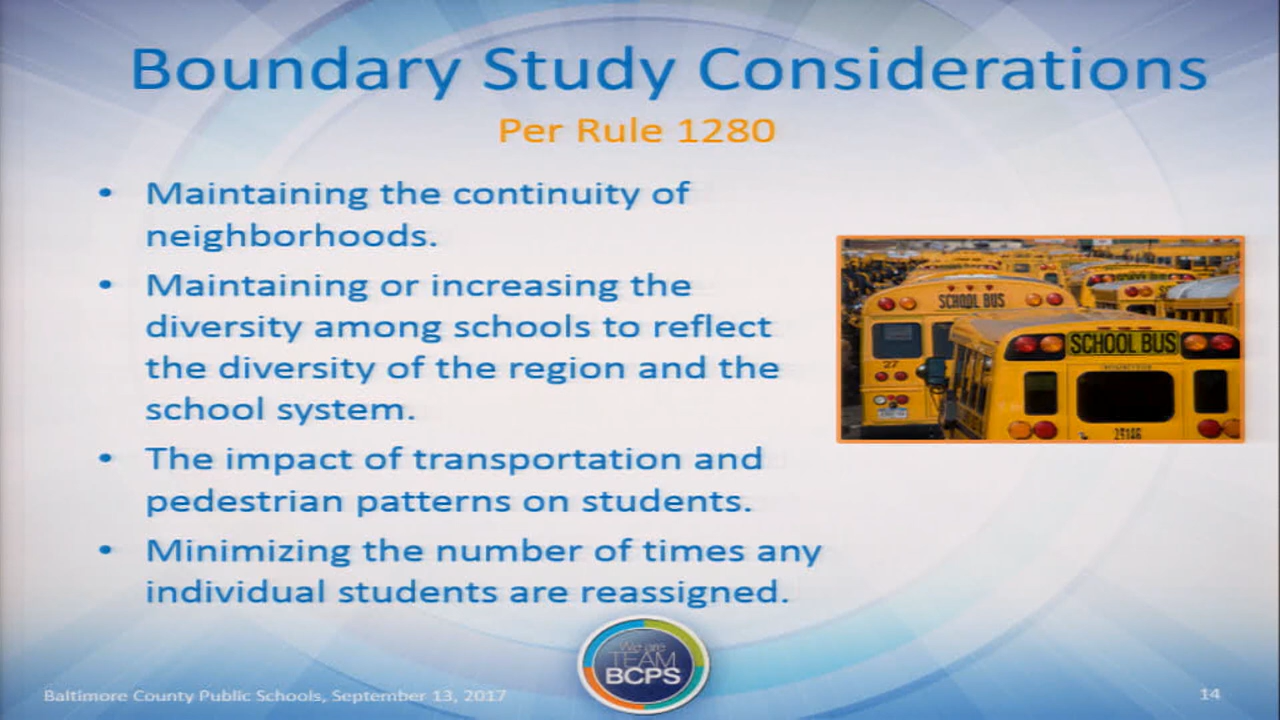 Boundary Study Considerations
Per Rule 1280
• Maintaining the continuity of
neighborhoods.
• Maintaining or increasing the
diversity among schools to reflect
the diversity of the region and the
school system.
SCHOOL BUS
SCHOOL BUS
27
23146
• The impact of transportation and
pedestrian patterns on students.
• Minimizing the number of times any
individual students are reassigned.
We are
TEAM
BCPS
Baltimore County Public Schools, September 13, 2017
14